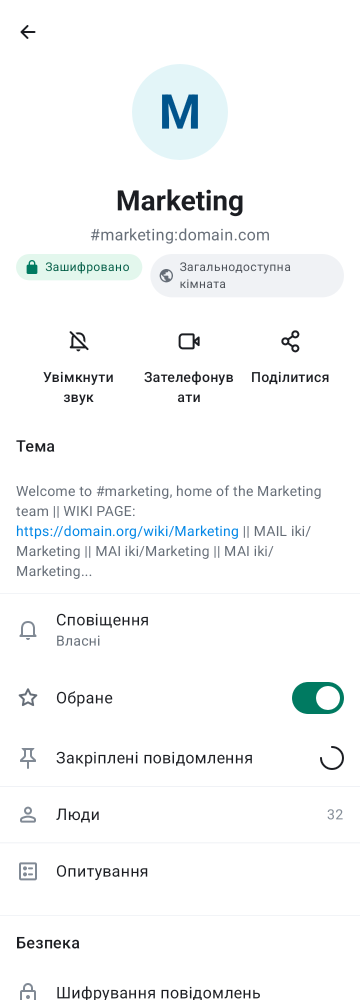 M
Marketing
#marketing:domain.com
Зашифровано
Загальнодоступна
кімната
Увімкнути
звук
Зателефонув
ати
Поділитися
Тема
Welcome to #marketing, home of the Marketing
team || WIKI PAGE:
https://domain.org/wiki/Marketing || MAIL iki/
Marketing || MAI iki/Marketing || MAI iki/
Marketing...
Сповіщення
Власні
Обране
Закріплені повідомлення
Люди
32
Опитування
Безпека
Шифрування повідомлень